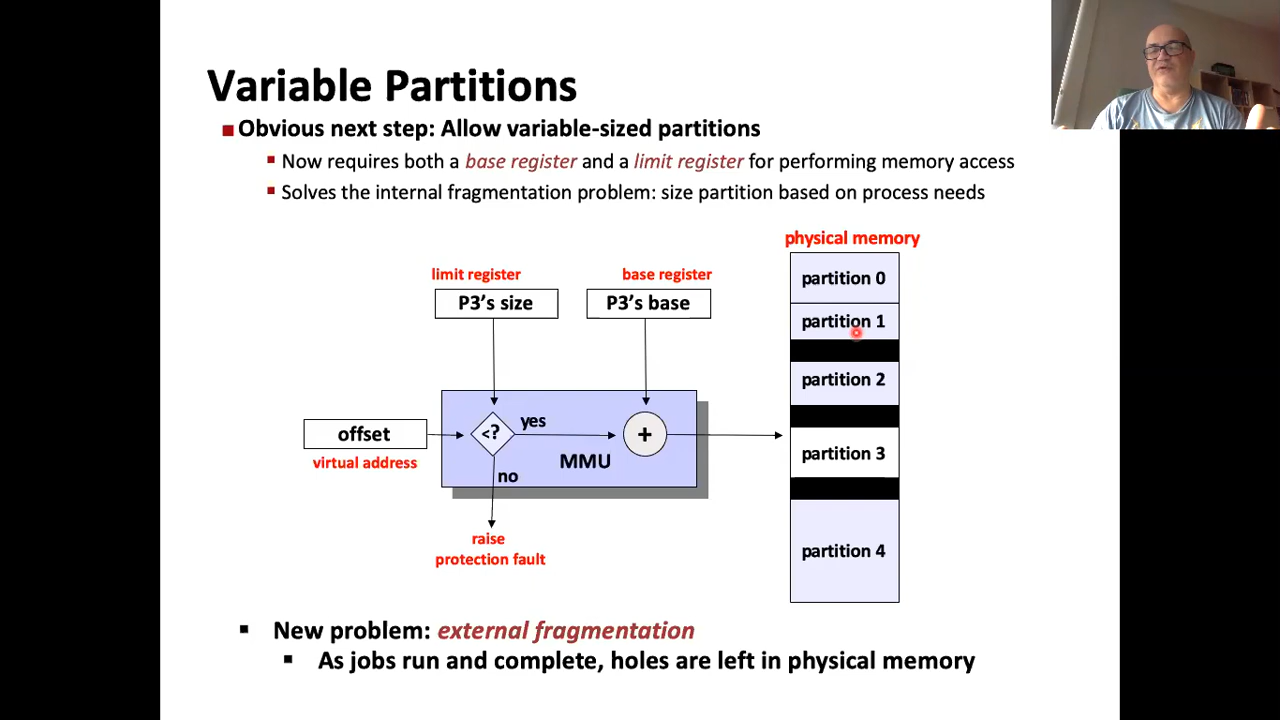 Variable Partitions
■ Obvious next step: Allow variable-sized partitions
▪ Now requires both a base register and a limit register for performing memory access
▪ Solves the internal fragmentation problem: size partition based on process needs
physical memory
limit register
base register
P3's size
P3's base
partition 0
partition 1
partition 2
partition 3
partition 4
offset
virtual address
<?
yes
+
MMU
no
raise
protection fault
▪ New problem: external fragmentation
▪ As jobs run and complete, holes are left in physical memory